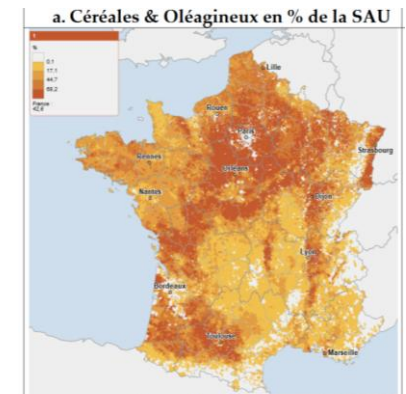 a. Céréales & Oléagineux en % de la SAU
%
0,1
17,1
44,7
69,2
France :
42,8
Lille
Rouen
Paris
Strasbourg
Rennes
Orléans
Nantes
Dijon
Lyon
Bordeaux
Toulouse
Marseille